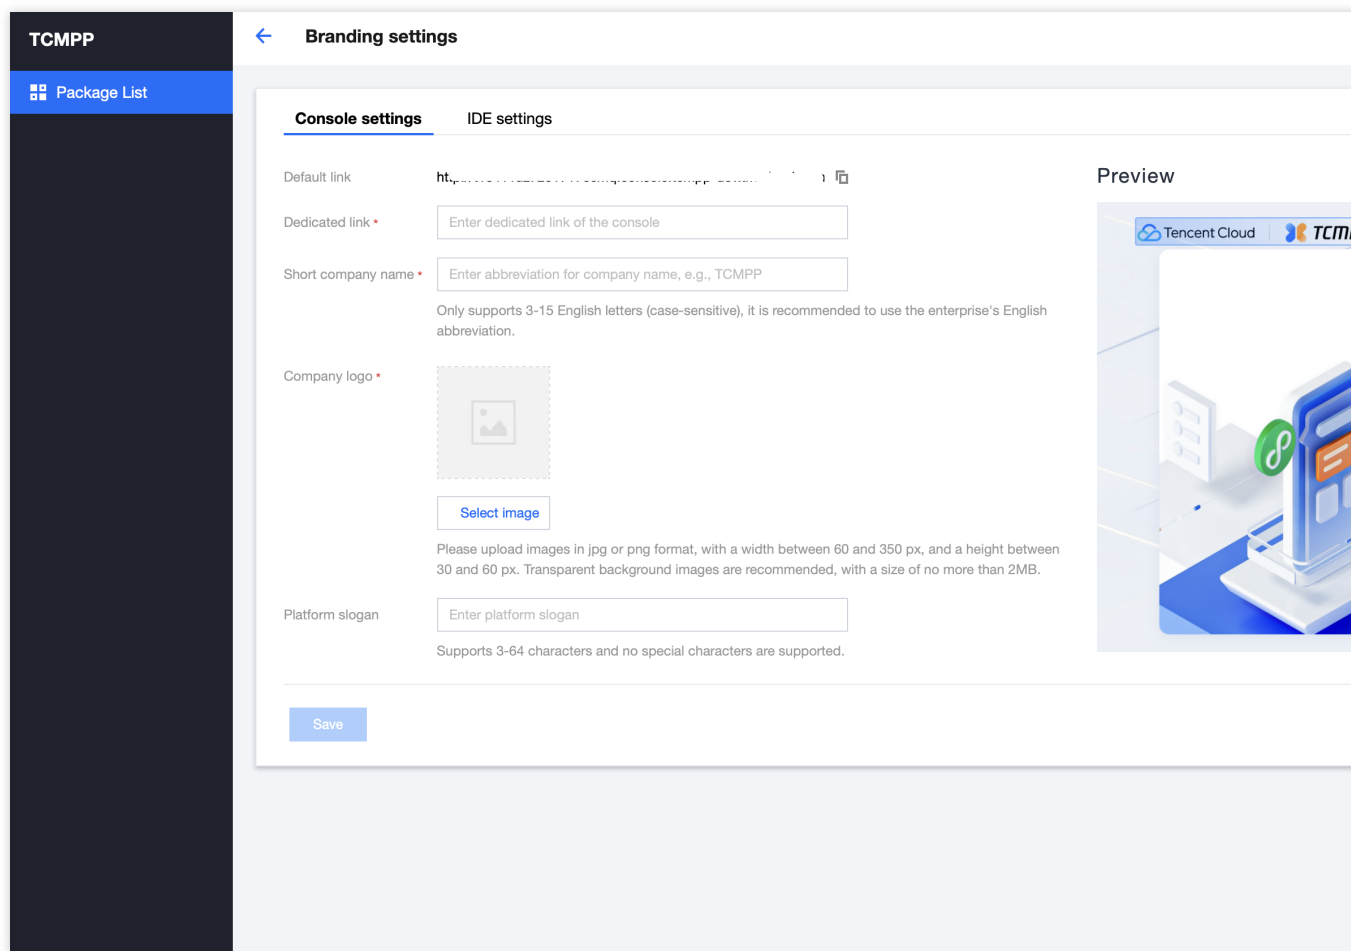 TCMPP
Branding settings
Package List
Console settings
IDE settings
Default link
Preview
Dedicated link *
Enter dedicated link of the console
Tencent Cloud
Short company name *
Enter abbreviation for company name, e.g., TCMPP
Only supports 3-15 English letters (case-sensitive), it is recommended to use the enterprise's English
abbreviation.
Company logo *
Select image
Please upload images in jpg or png format, with a width between 60 and 350 px, and a height between
30 and 60 px. Transparent background images are recommended, with a size of no more than 2MB.
Platform slogan
Enter platform slogan
Supports 3-64 characters and no special characters are supported.
Save